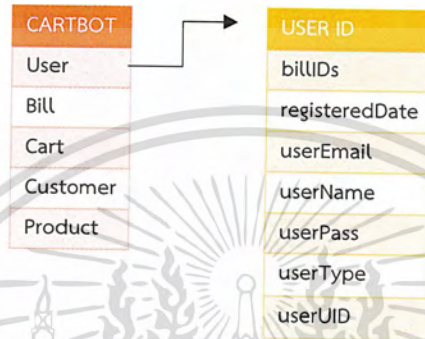 CARTBOT
User
Bill
Cart
Customer
Product
USER ID
billIDs
registeredDate
userEmail
userName
userPass
userType
userUID